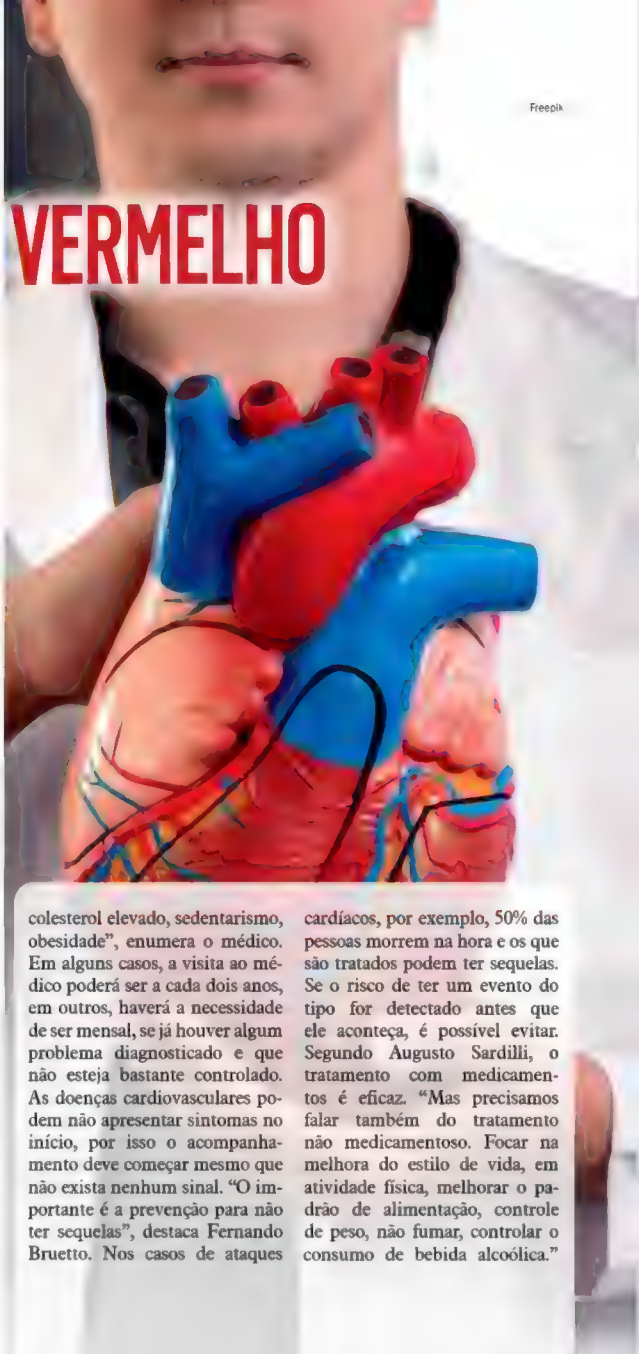 Freepik
VERMELHO
colesterol elevado, sedentarismo,
obesidade”, enumera o médico.
Em alguns casos, a visita ao mé-
dico poderá ser a cada dois anos,
em outros, haverá a necessidade
de ser mensal, se já houver algum
problema diagnosticado e que
não esteja bastante controlado.
As doenças cardiovasculares po-
dem não apresentar sintomas no
início, por isso o acompanha-
mento deve começar mesmo que
não exista nenhum sinal. “O im-
portante é a prevenção para não
ter sequelas”, destaca Fernando
Bruetto. Nos casos de ataques
cardíacos, por exemplo, 50% das
pessoas morrem na hora e os que
são tratados podem ter sequelas.
Se o risco de ter um evento do
tipo for detectado antes que
ele aconteça, é possível evitar.
Segundo Augusto Sardilli, o
tratamento com medicamen-
tos é eficaz. “Mas precisamos
falar também do tratamento
não medicamentoso. Focar na
melhora do estilo de vida, em
atividade física, melhorar o pa-
drão de alimentação, controle
de peso, não fumar, controlar o
consumo de bebida alcoólica.”